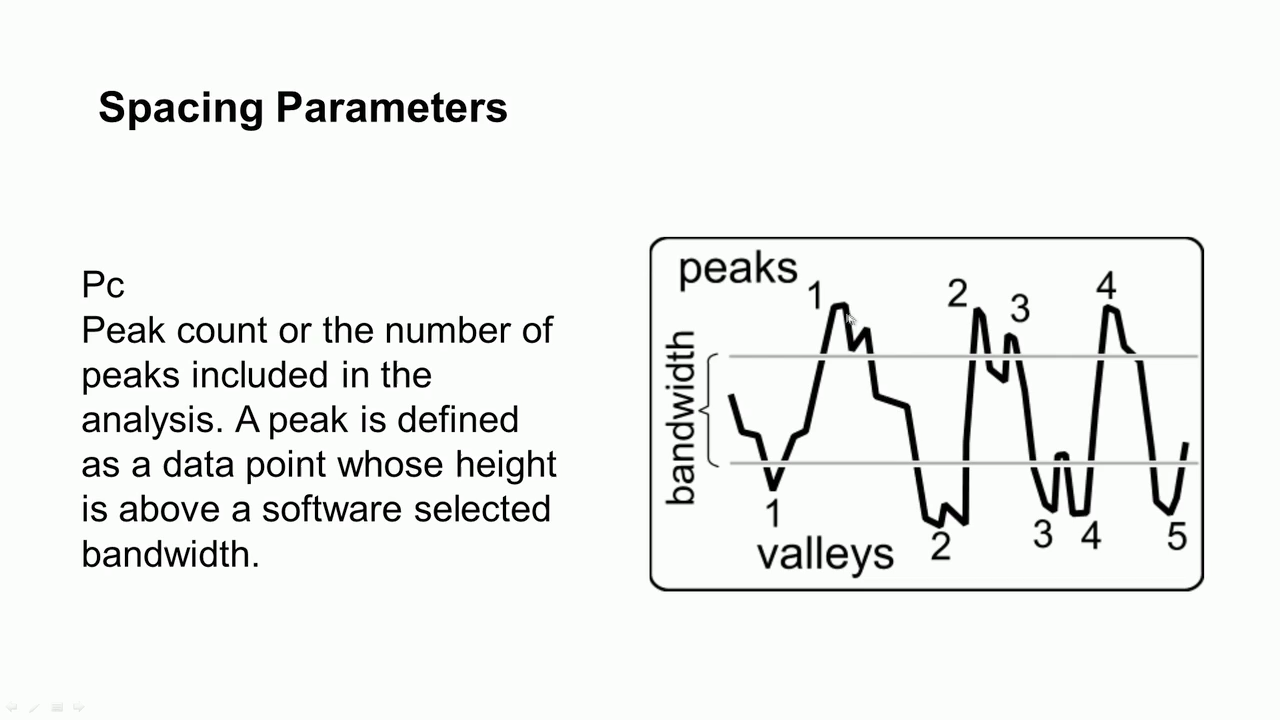 Spacing Parameters
Pc
Peak count or the number of
peaks included in the
analysis. A peak is defined
as a data point whose height
is above a software selected
bandwidth.
peaks
1
2
3
4
bandwidth
1
2
3
4
5
valleys